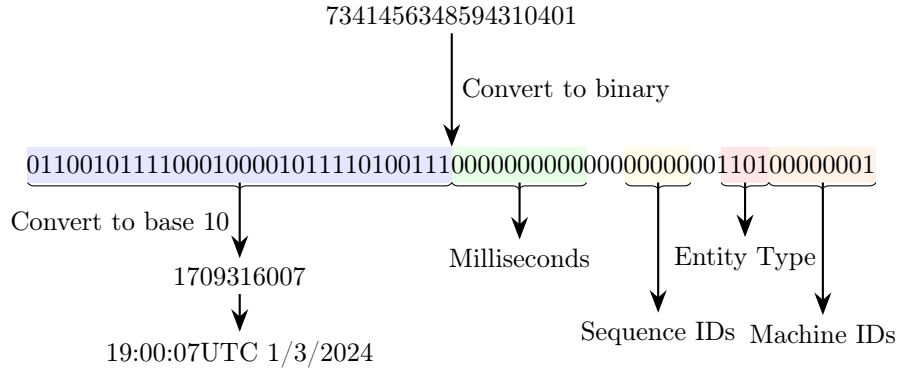 7341456348594310401
Convert to binary
0110010111100010000101111010011100000000000000000000110100000001
Convert to base 10
Milliseconds
Entity Type
1709316007
Sequence IDs
Machine IDs
19:00:07UTC 1/3/2024